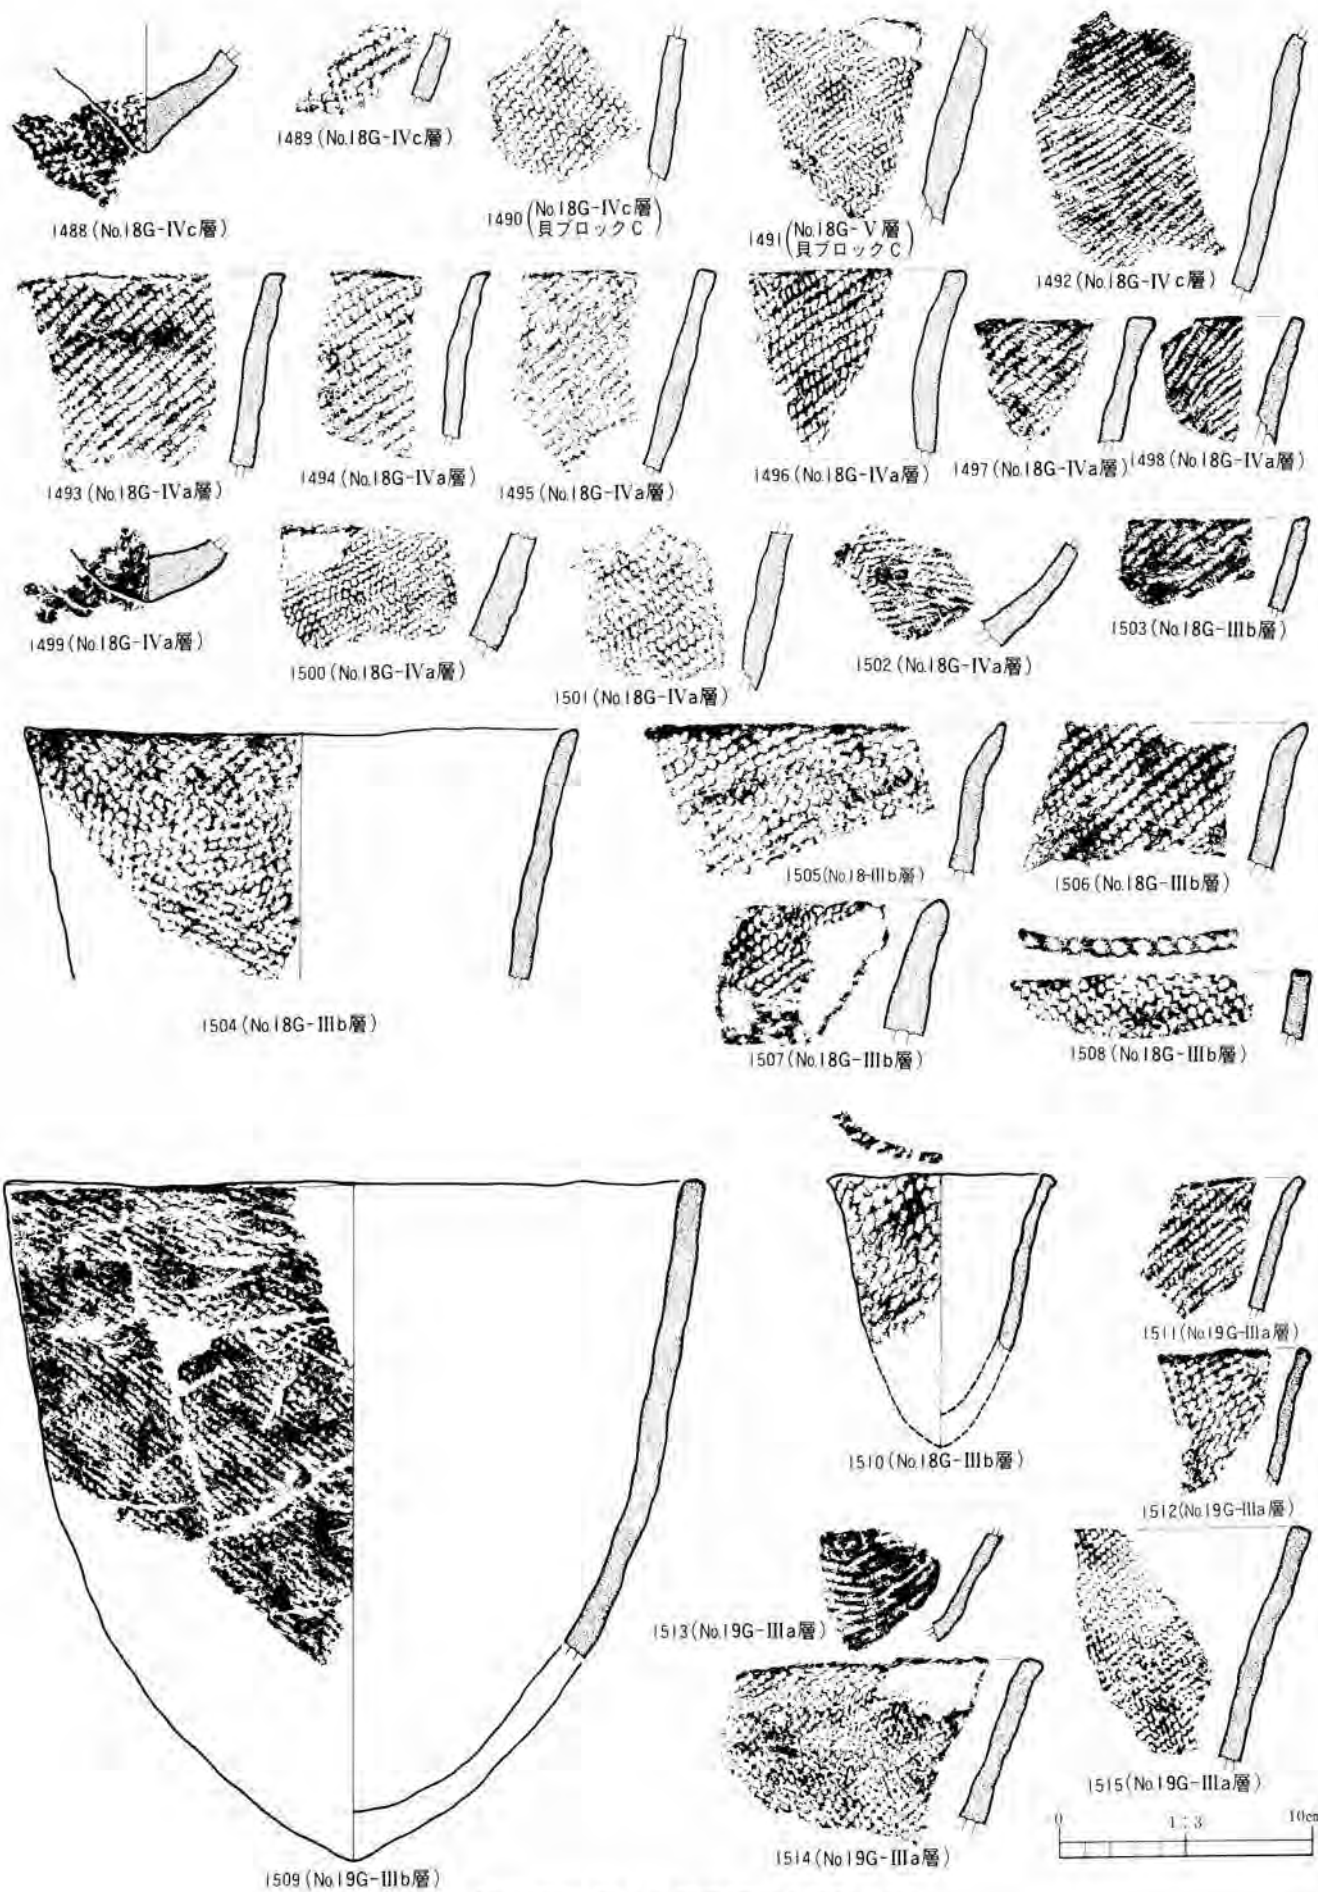 1488(No.18G-IVc層)
1489(No.18G-IVc層)
1490(No.18G-IVc層
貝ブロックC)
1491(No.18G-V層
貝ブロックC)
1492(No.18G-IVc層)
1493(No.18G-IVa層)
1494(No.18G-IVa層)
1495(No.18G-IVa層)
1496(No.18G-IVa層)
1497(No.18G-IVa層)
1498(No.18G-IVa層)
1499(No.18G-IVa層)
1500(No.18G-IVa層)
1501(No.18G-IVa層)
1502(No.18G-IVa層)
1503(No.18G-IIIb層)
1504(No.18G-IIIb層)
1505(No.18-IIIb層)
1506(No.18G-IIIb層)
1507(No.18G-IIIb層)
1508(No.18G-IIIb層)
1509(No.19G-IIIb層)
1510(No.18G-IIIb層)
1511(No.19G-IIIa層)
1512(No.19G-IIIa層)
1513(No.19G-IIIa層)
1514(No.19G-IIIa層)
1515(No.19G-IIIa層)
0 1:3 10cm